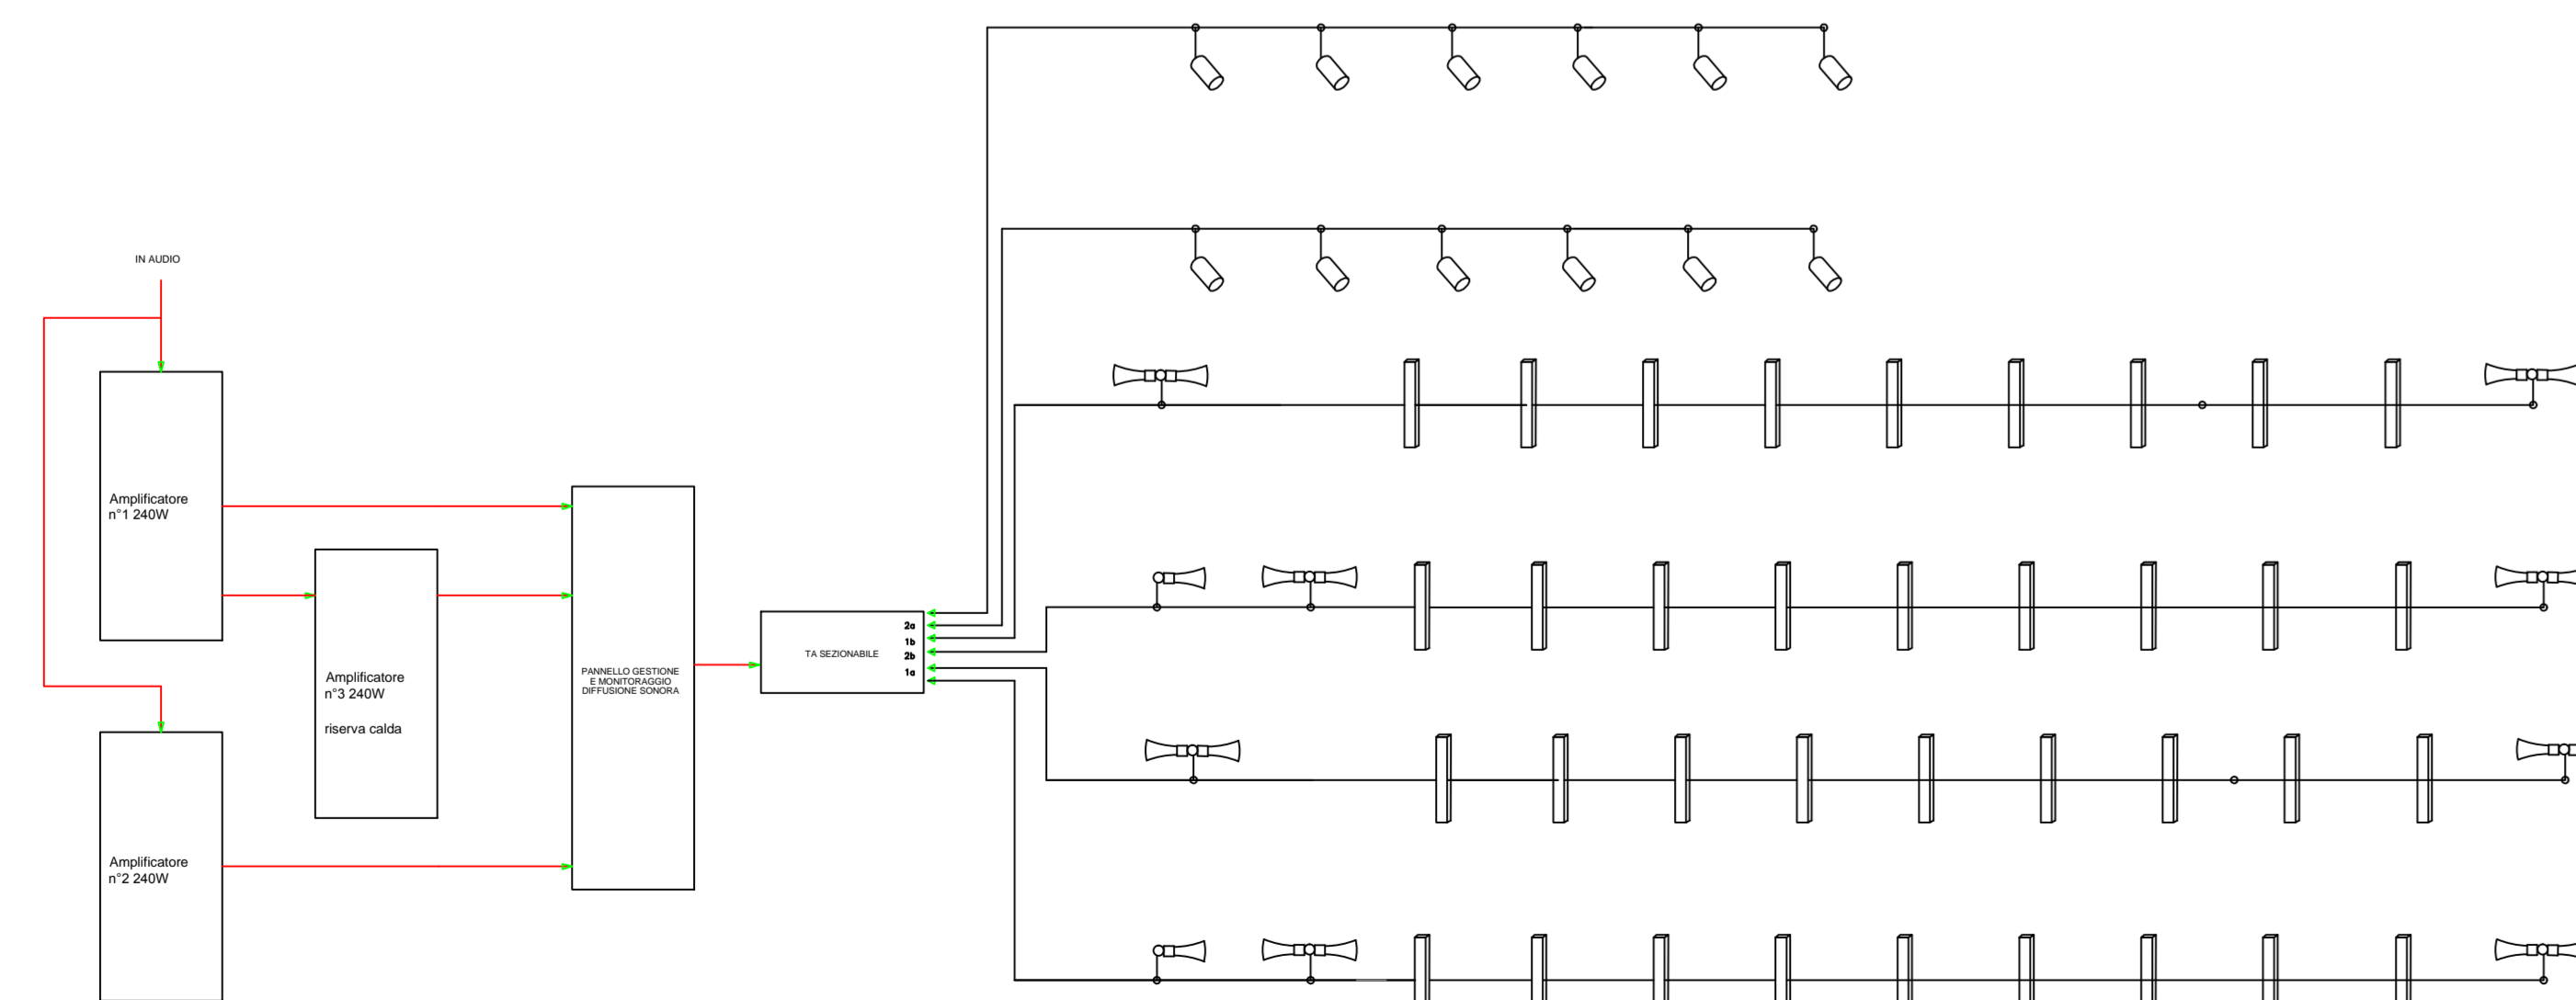 IN AUDIO
Amplificatore
n°1 240W
Amplificatore
n°3 240W
riserva calda
Amplificatore
n°2 240W
PANNELLO GESTIONE
E MONITORAGGIO
DIFFUSIONE SONORA
TA SEZIONABILE
2a
1b
2b
1a